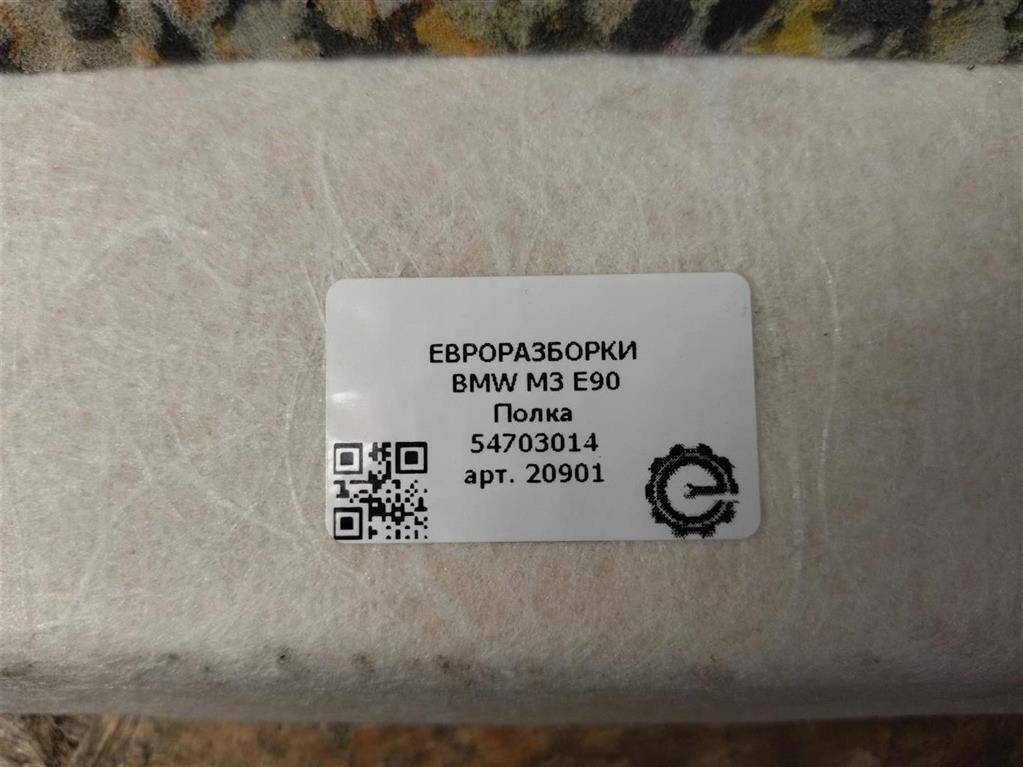 ЕВРОРАЗБОРКИ
BMW M3 E90
Полка
54703014
арт. 20901